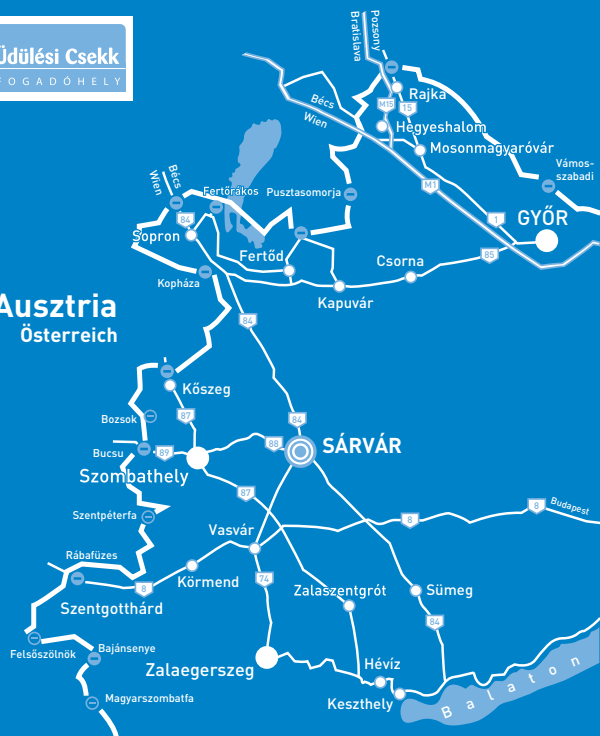 Üdülési Csekk
FOGADÓHELY
Pozsony
Bratislava
Rajka
Bécs
Wien
M15
15
Hegyeshalom
Mosonmagyaróvár
Vámos-
szabadi
Bécs
Wien
Fertőrákos
Pusztasomorja
M1
84
1
GYŐR
Sopron
Fertőd
Csorna
85
Kopháza
Kapuvár
Ausztria
Österreich
84
Kőszeg
Bozsok
87
84
Bucsu
89
88
SÁRVÁR
Szombathely
87
Szentpéterfa
8
Budapest
Vasvár
8
Rábafüzes
Körmend
74
Zalaszentgrót
Sümeg
8
Szentgotthárd
84
Felsőszölnök
Bajánsenye
Zalaegerszeg
Hévíz
Magyarszombatfa
Keszthely
Balaton